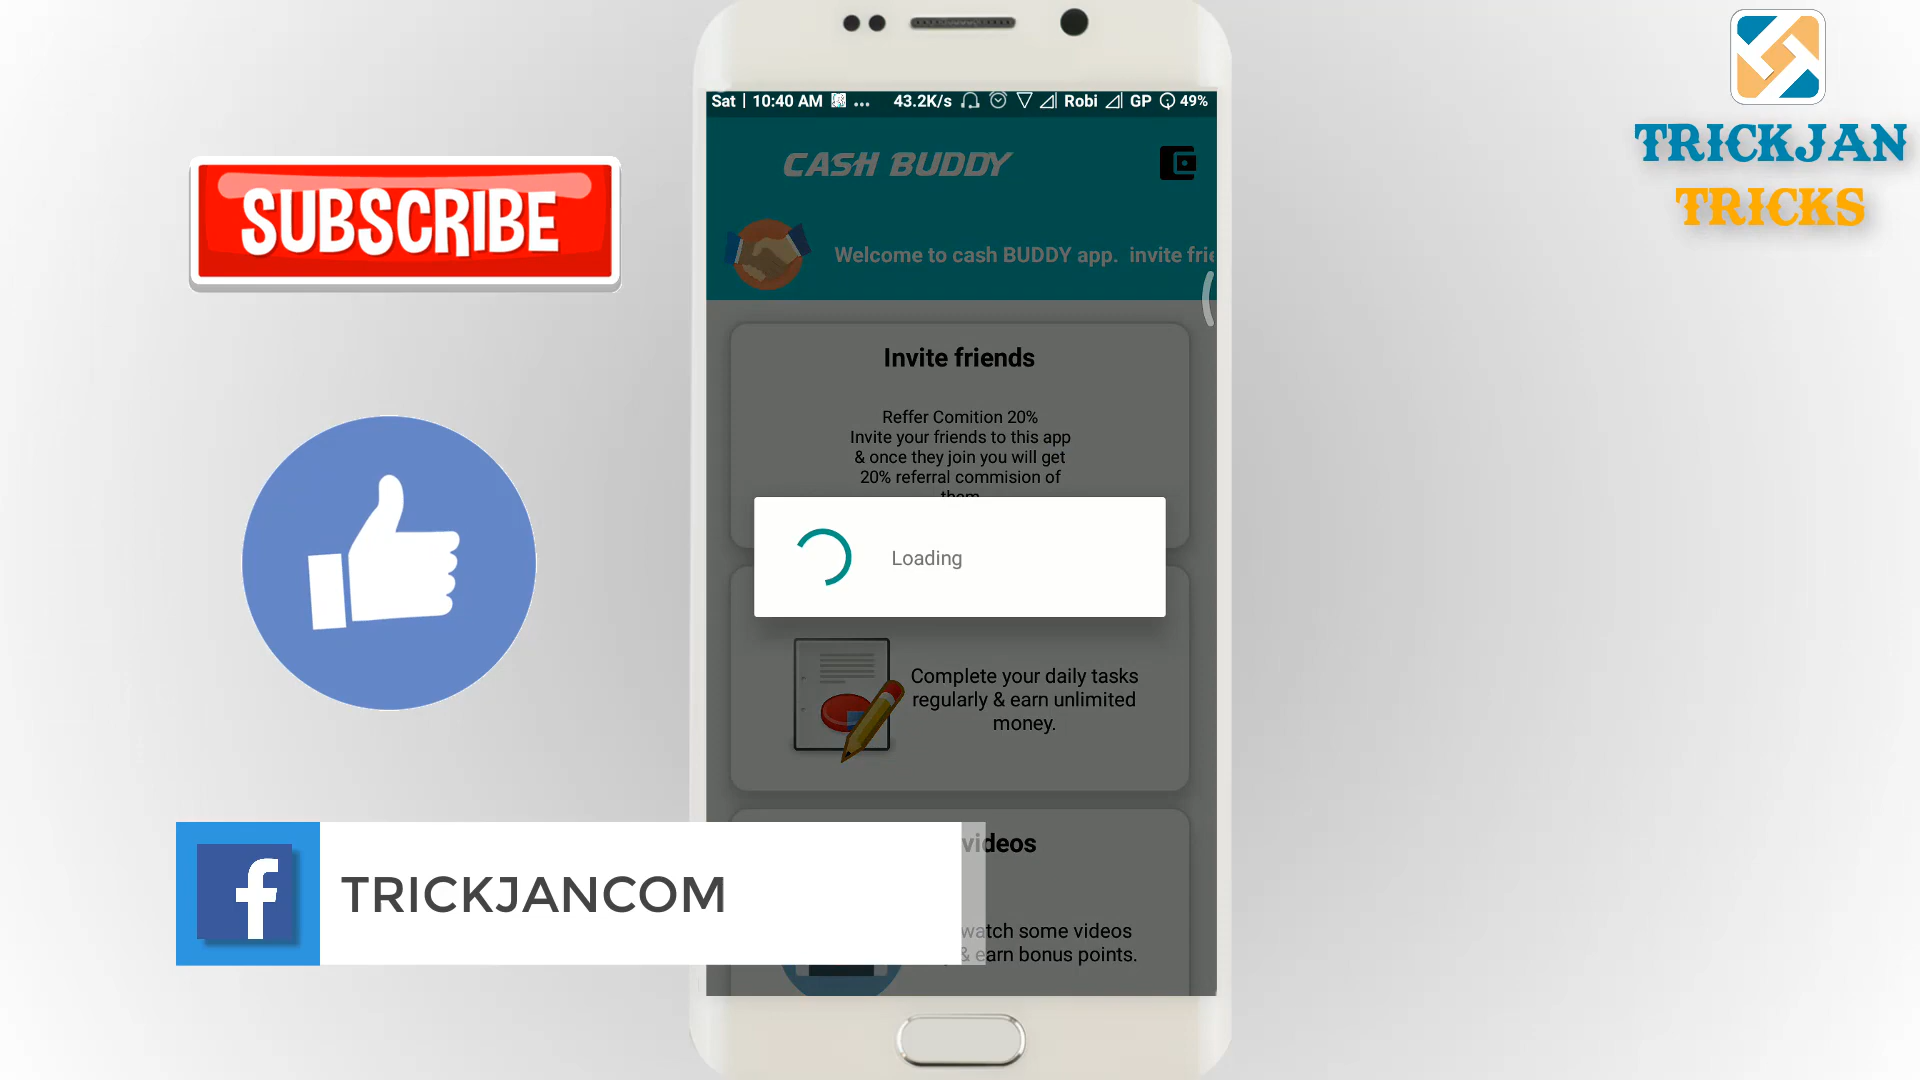 Sat | 10:40 AM ... 43.2K/s Robi GP 49%
CASH BUDDY
Welcome to cash BUDDY app. invite frie
Invite friends
Reffer Comition 20%
Invite your friends to this app
& once they join you will get
20% referral commision of
them
Loading
Complete your daily tasks
regularly & earn unlimited
money.
videos
watch some videos
& earn bonus points.
SUBSCRIBE
f
TRICKJANCOM
TRICKJAN
TRICKS